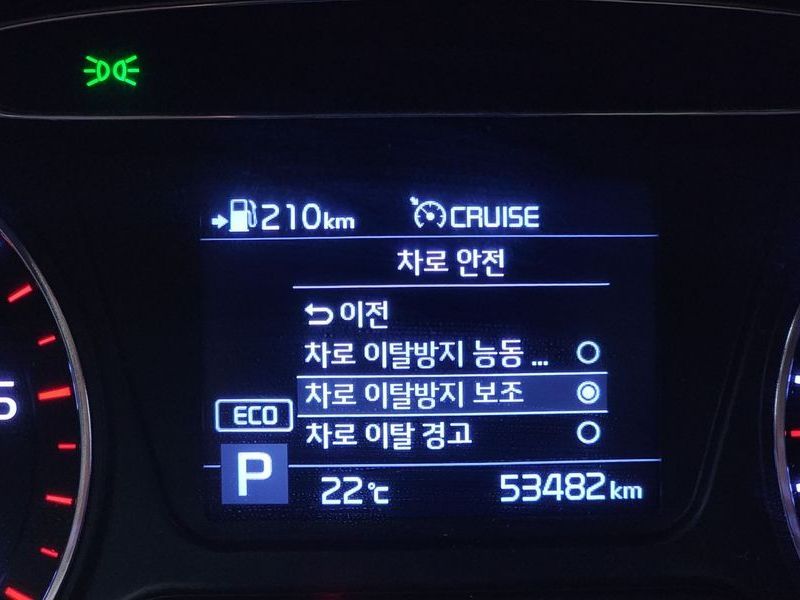 210km CRUISE
차로 안전
이전
차로 이탈방지 능동 ...
차로 이탈방지 보조
ECO
차로 이탈 경고
P
22℃ 53482km
5